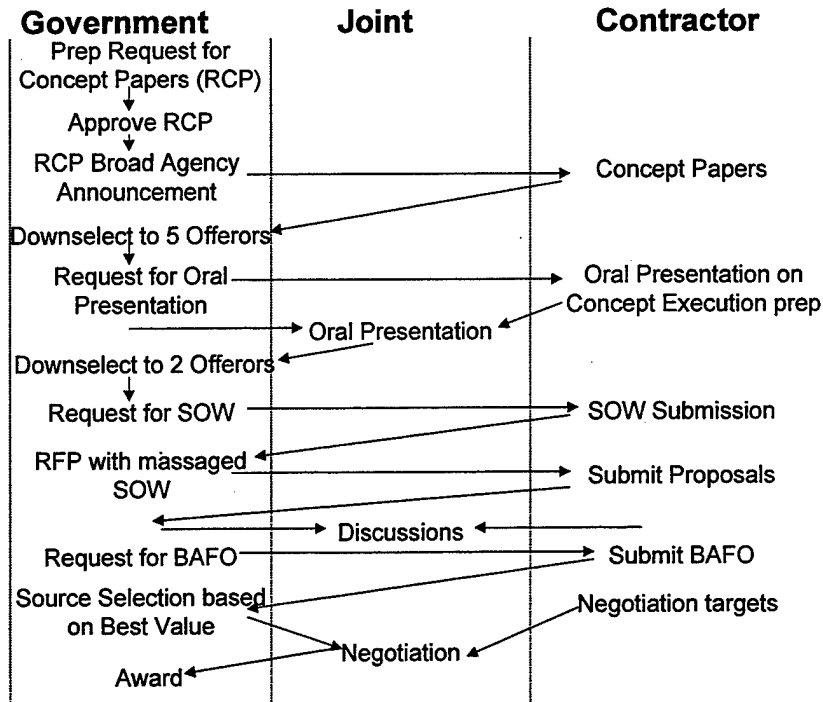 Government Joint Contractor
Prep Request for
Concept Papers (RCP)
Approve RCP
RCP Broad Agency
Announcement
Concept Papers
Downselect to 5 Offerors
Request for Oral
Presentation
Oral Presentation on
Concept Execution prep
Oral Presentation
Downselect to 2 Offerors
Request for SOW
SOW Submission
RFP with massaged
SOW
Submit Proposals
Discussions
Request for BAFO
Submit BAFO
Source Selection based
on Best Value
Negotiation targets
Negotiation
Award